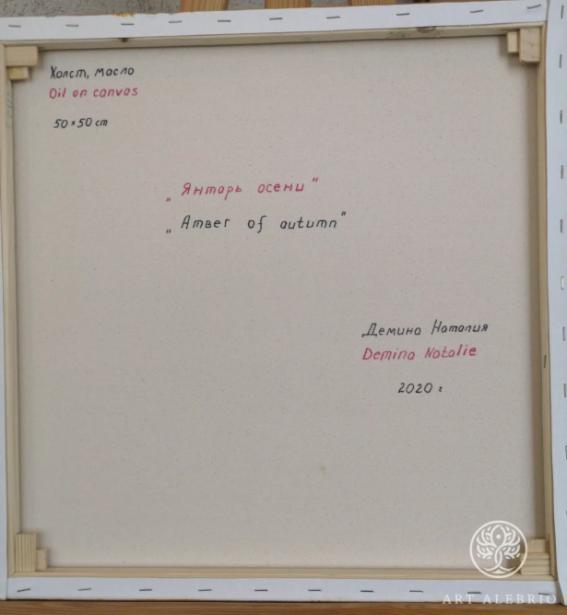 Холст, масло
Oil on canvas
50×50 cm
„Янтарь осени"
„Amber of autumn"
Демина Наталия
Demina Natalie
2020 г
ART ALEBRIO